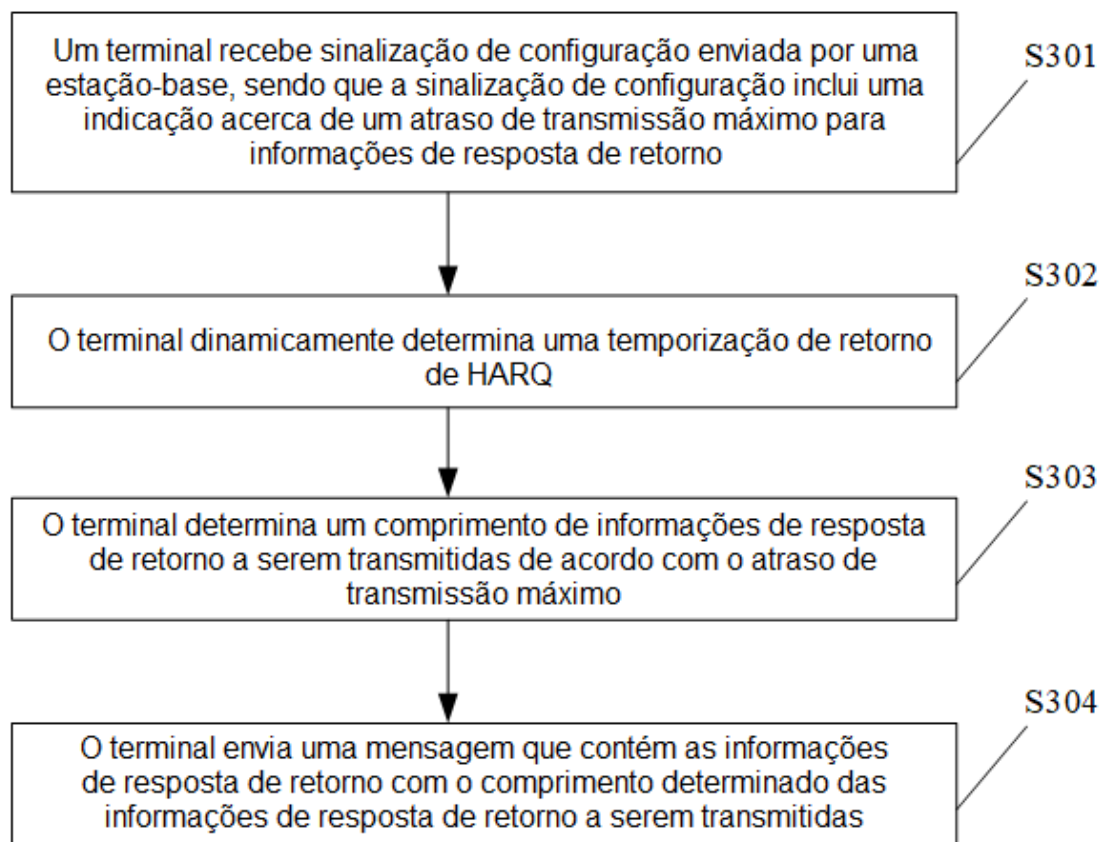 Um terminal recebe sinalização de configuração enviada por uma
estação-base, sendo que a sinalização de configuração inclui uma
indicação acerca de um atraso de transmissão máximo para
informações de resposta de retorno
S301
O terminal dinamicamente determina uma temporização de retorno
de HARQ
S302
O terminal determina um comprimento de informações de resposta
de retorno a serem transmitidas de acordo com o atraso de
transmissão máximo
S303
O terminal envia uma mensagem que contém as informações
de resposta de retorno com o comprimento determinado das
informações de resposta de retorno a serem transmitidas
S304